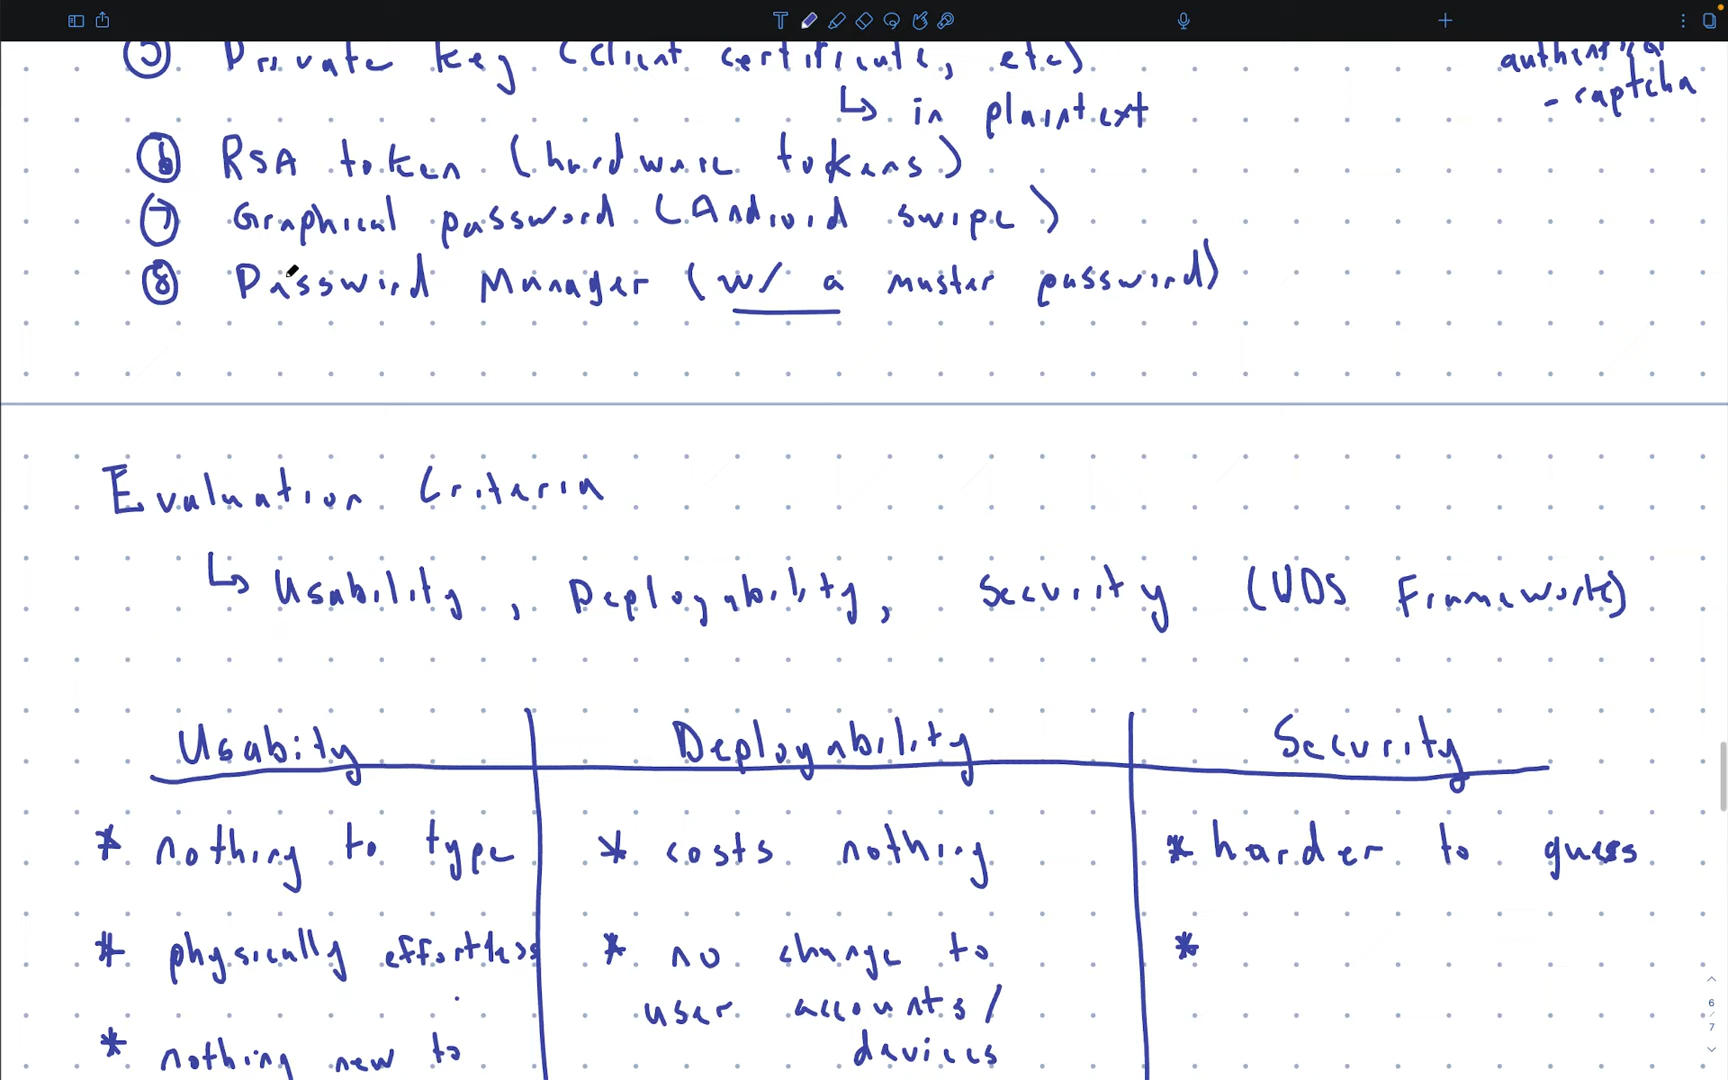 ⑤ Private key (client certificate, etc)
↳ in plaintext
- captcha
⑥ RSA token (hardware tokens)
⑦ Graphical password (Android swipe)
⑧ Password Manager (w/ a master password)
Evaluation Criteria
↳ Usability, Deployability, Security (UDS Framework)
Usabity
Deployability
Security
* nothing to type
* physically effortless
* nothing new to
* costs nothing
* no change to
user accounts/
devices
* harder to guess
*
6
/
7